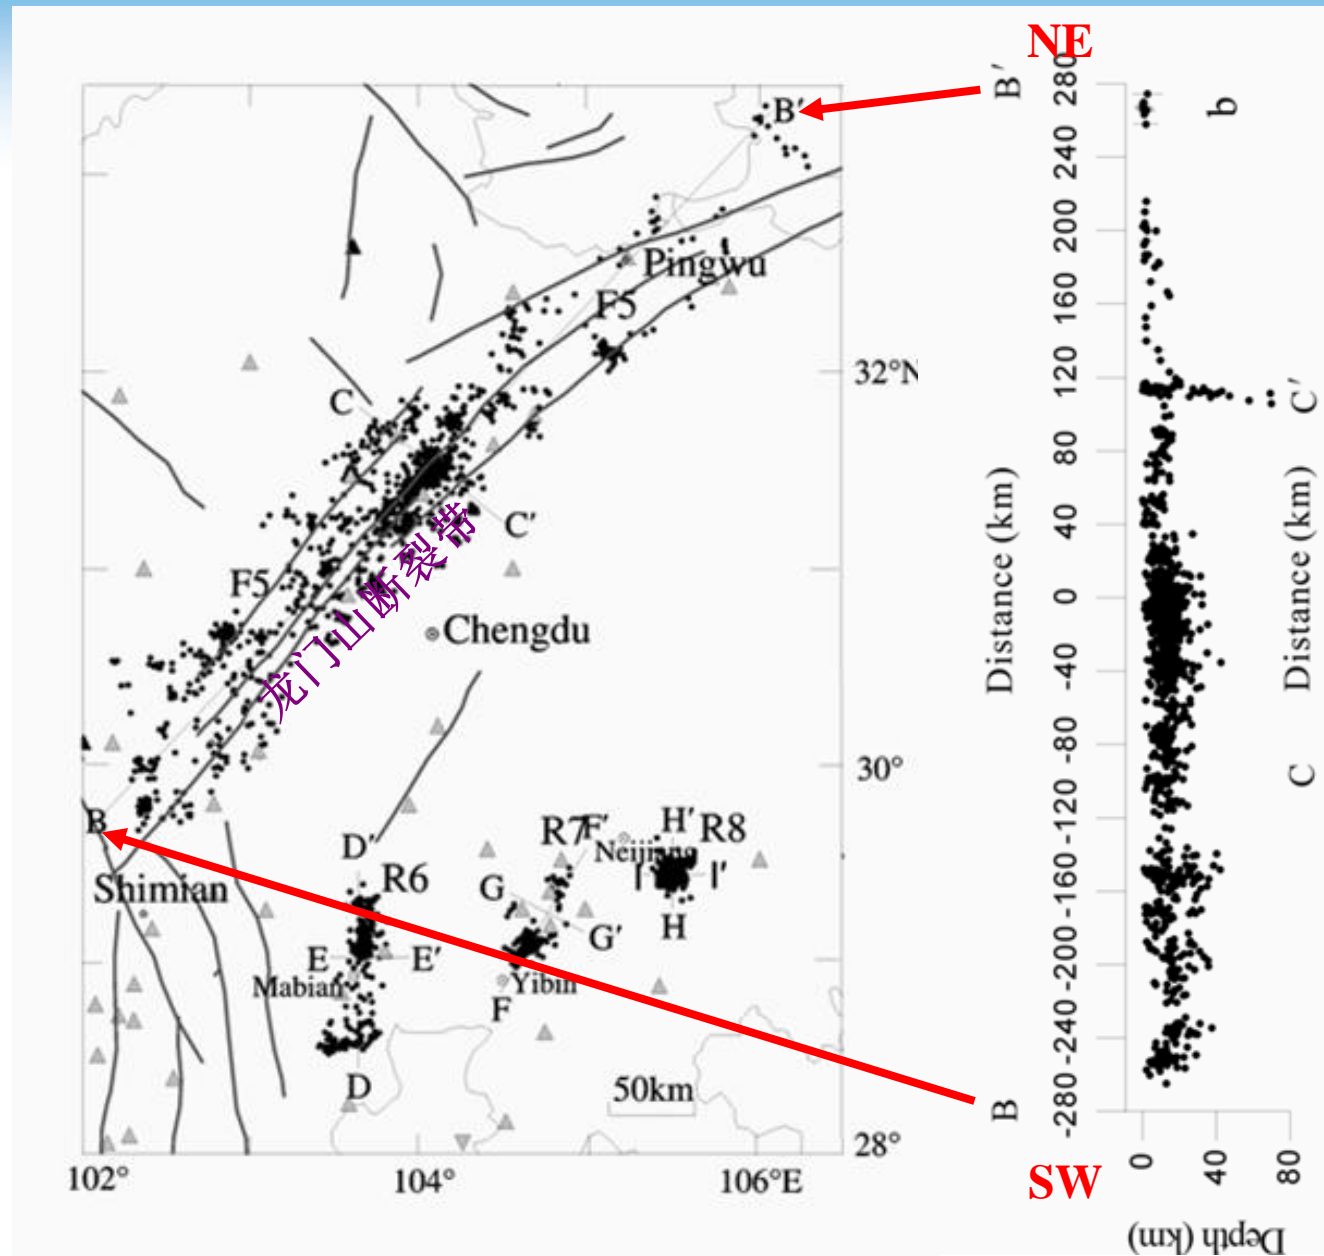 NE
B′
B′
b
280
240
200
160
120
80
40
0
-40
-80
-120
-160
-200
-240
-280
Distance (km)
C′
Distance (km)
C
B
SW
0
40
80
Depth (km)
Pingwu
F5
32°N
C
C′
F5
龙门山断裂带
Chengdu
30°
B
Shimian
D′
R6
E
E′
Mabian
D
R7
F′
Neijiang
G
G′
Yibin
F
H′
R8
I
I′
H
50km
28°
102°
104°
106°E